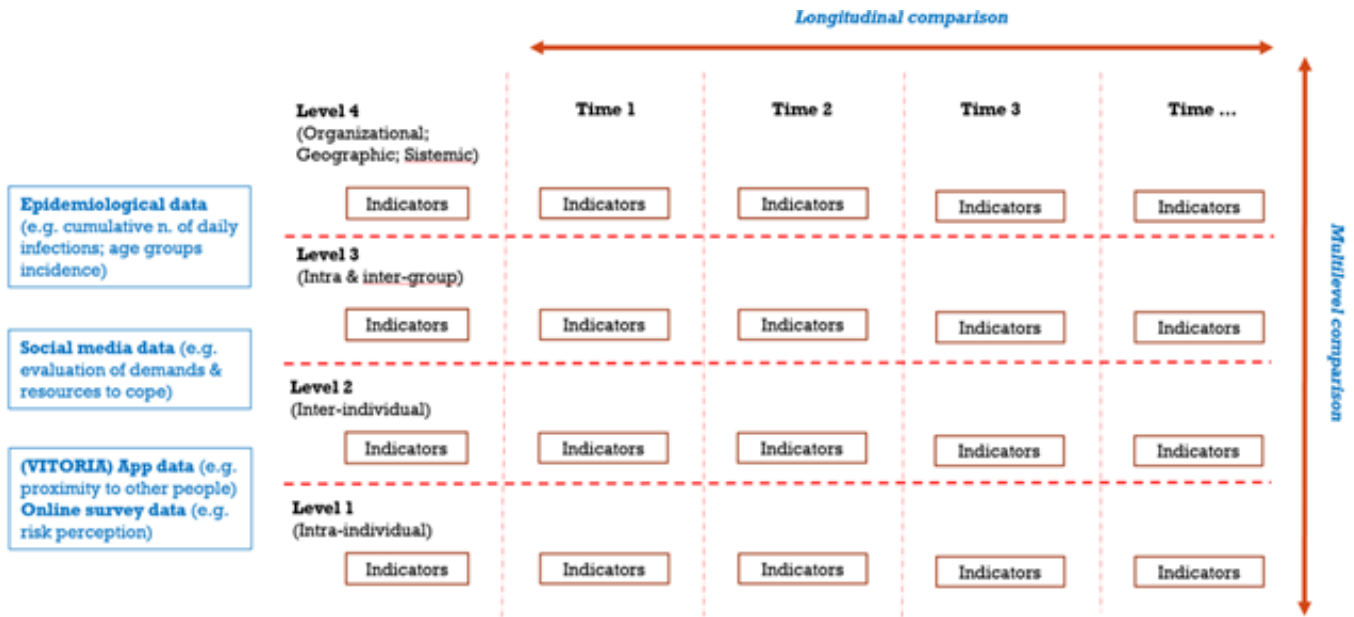 Longitudinal comparison
Level 4
(Organizational;
Geographic; Sistemic)
Time 1
Time 2
Time 3
Time ...
Indicators
Indicators
Indicators
Indicators
Indicators
Level 3
(Intra & inter-group)
Indicators
Indicators
Indicators
Indicators
Indicators
Level 2
(Inter-individual)
Indicators
Indicators
Indicators
Indicators
Indicators
Level 1
(Intra-individual)
Indicators
Indicators
Indicators
Indicators
Indicators
Epidemiological data
(e.g. cumulative n. of daily
infections; age groups
incidence)
Social media data (e.g.
evaluation of demands &
resources to cope)
(VITORIA) App data (e.g.
proximity to other people)
Online survey data (e.g.
risk perception)
Multilevel comparison